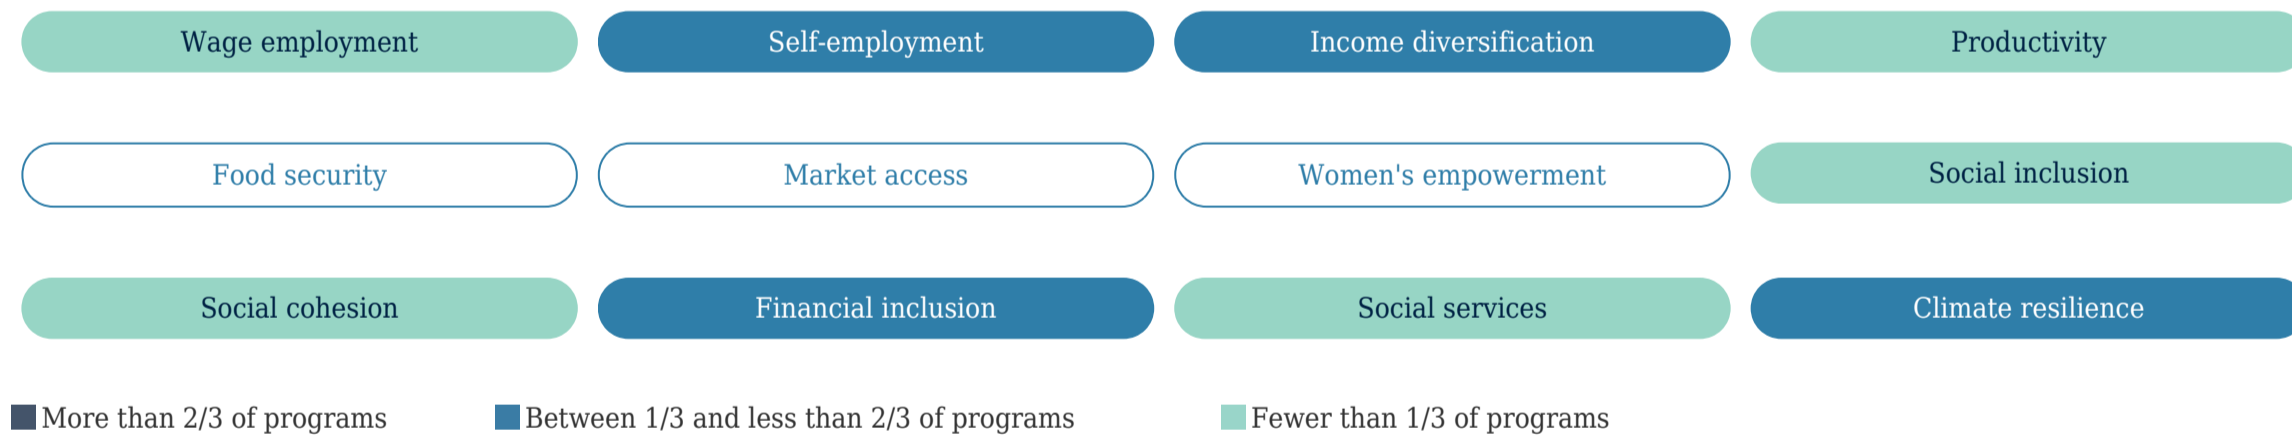 Wage employment
Self-employment
Income diversification
Productivity
Food security
Market access
Women's empowerment
Social inclusion
Social cohesion
Financial inclusion
Social services
Climate resilience
More than 2/3 of programs
Between 1/3 and less than 2/3 of programs
Fewer than 1/3 of programs